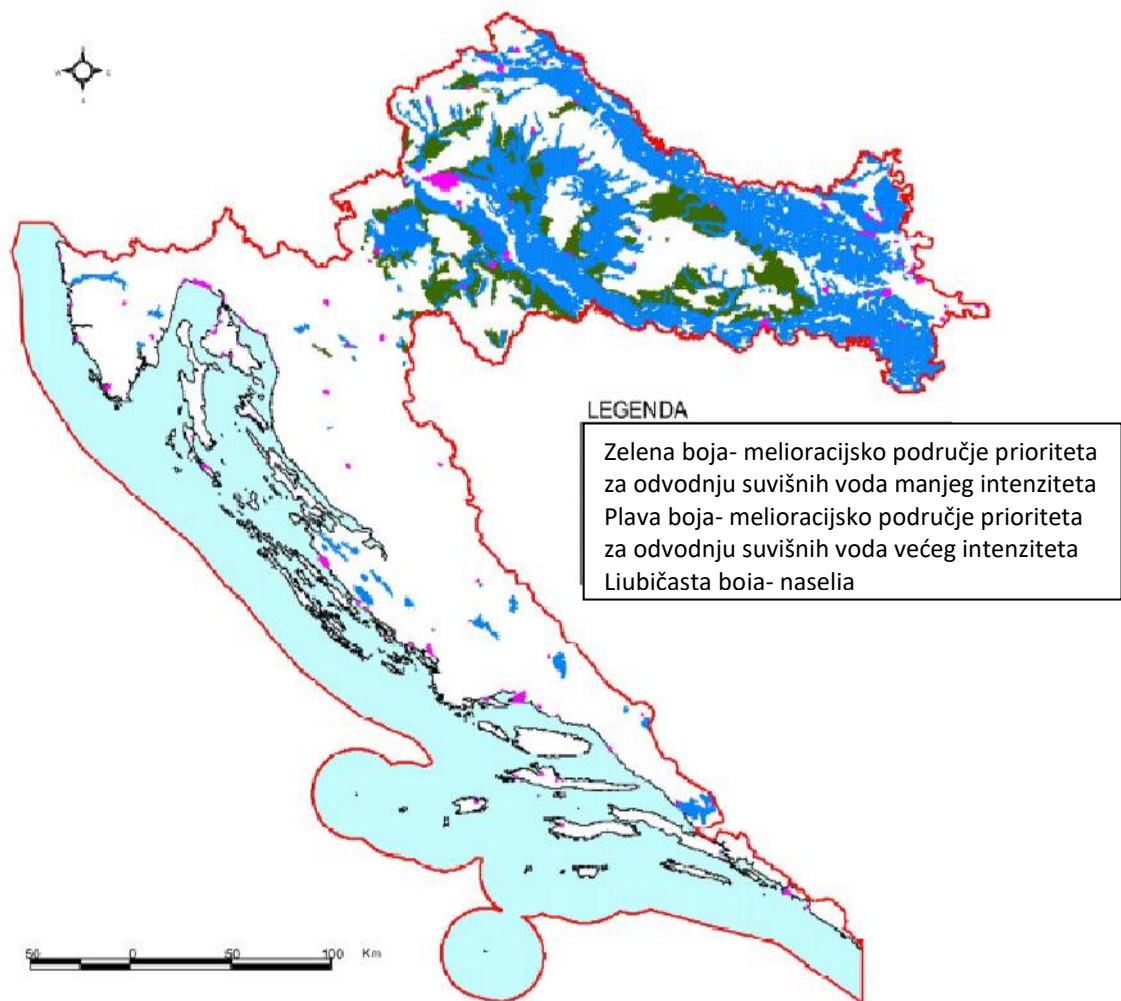 N
W E
S
LEGENDA
Zelena boja- melioracijsko područje prioriteta
za odvodnju suvišnih voda manjeg intenziteta
Plava boja- melioracijsko područje prioriteta
za odvodnju suvišnih voda većeg intenziteta
Liubičasta boia- naselia
50 0 50 100 Km